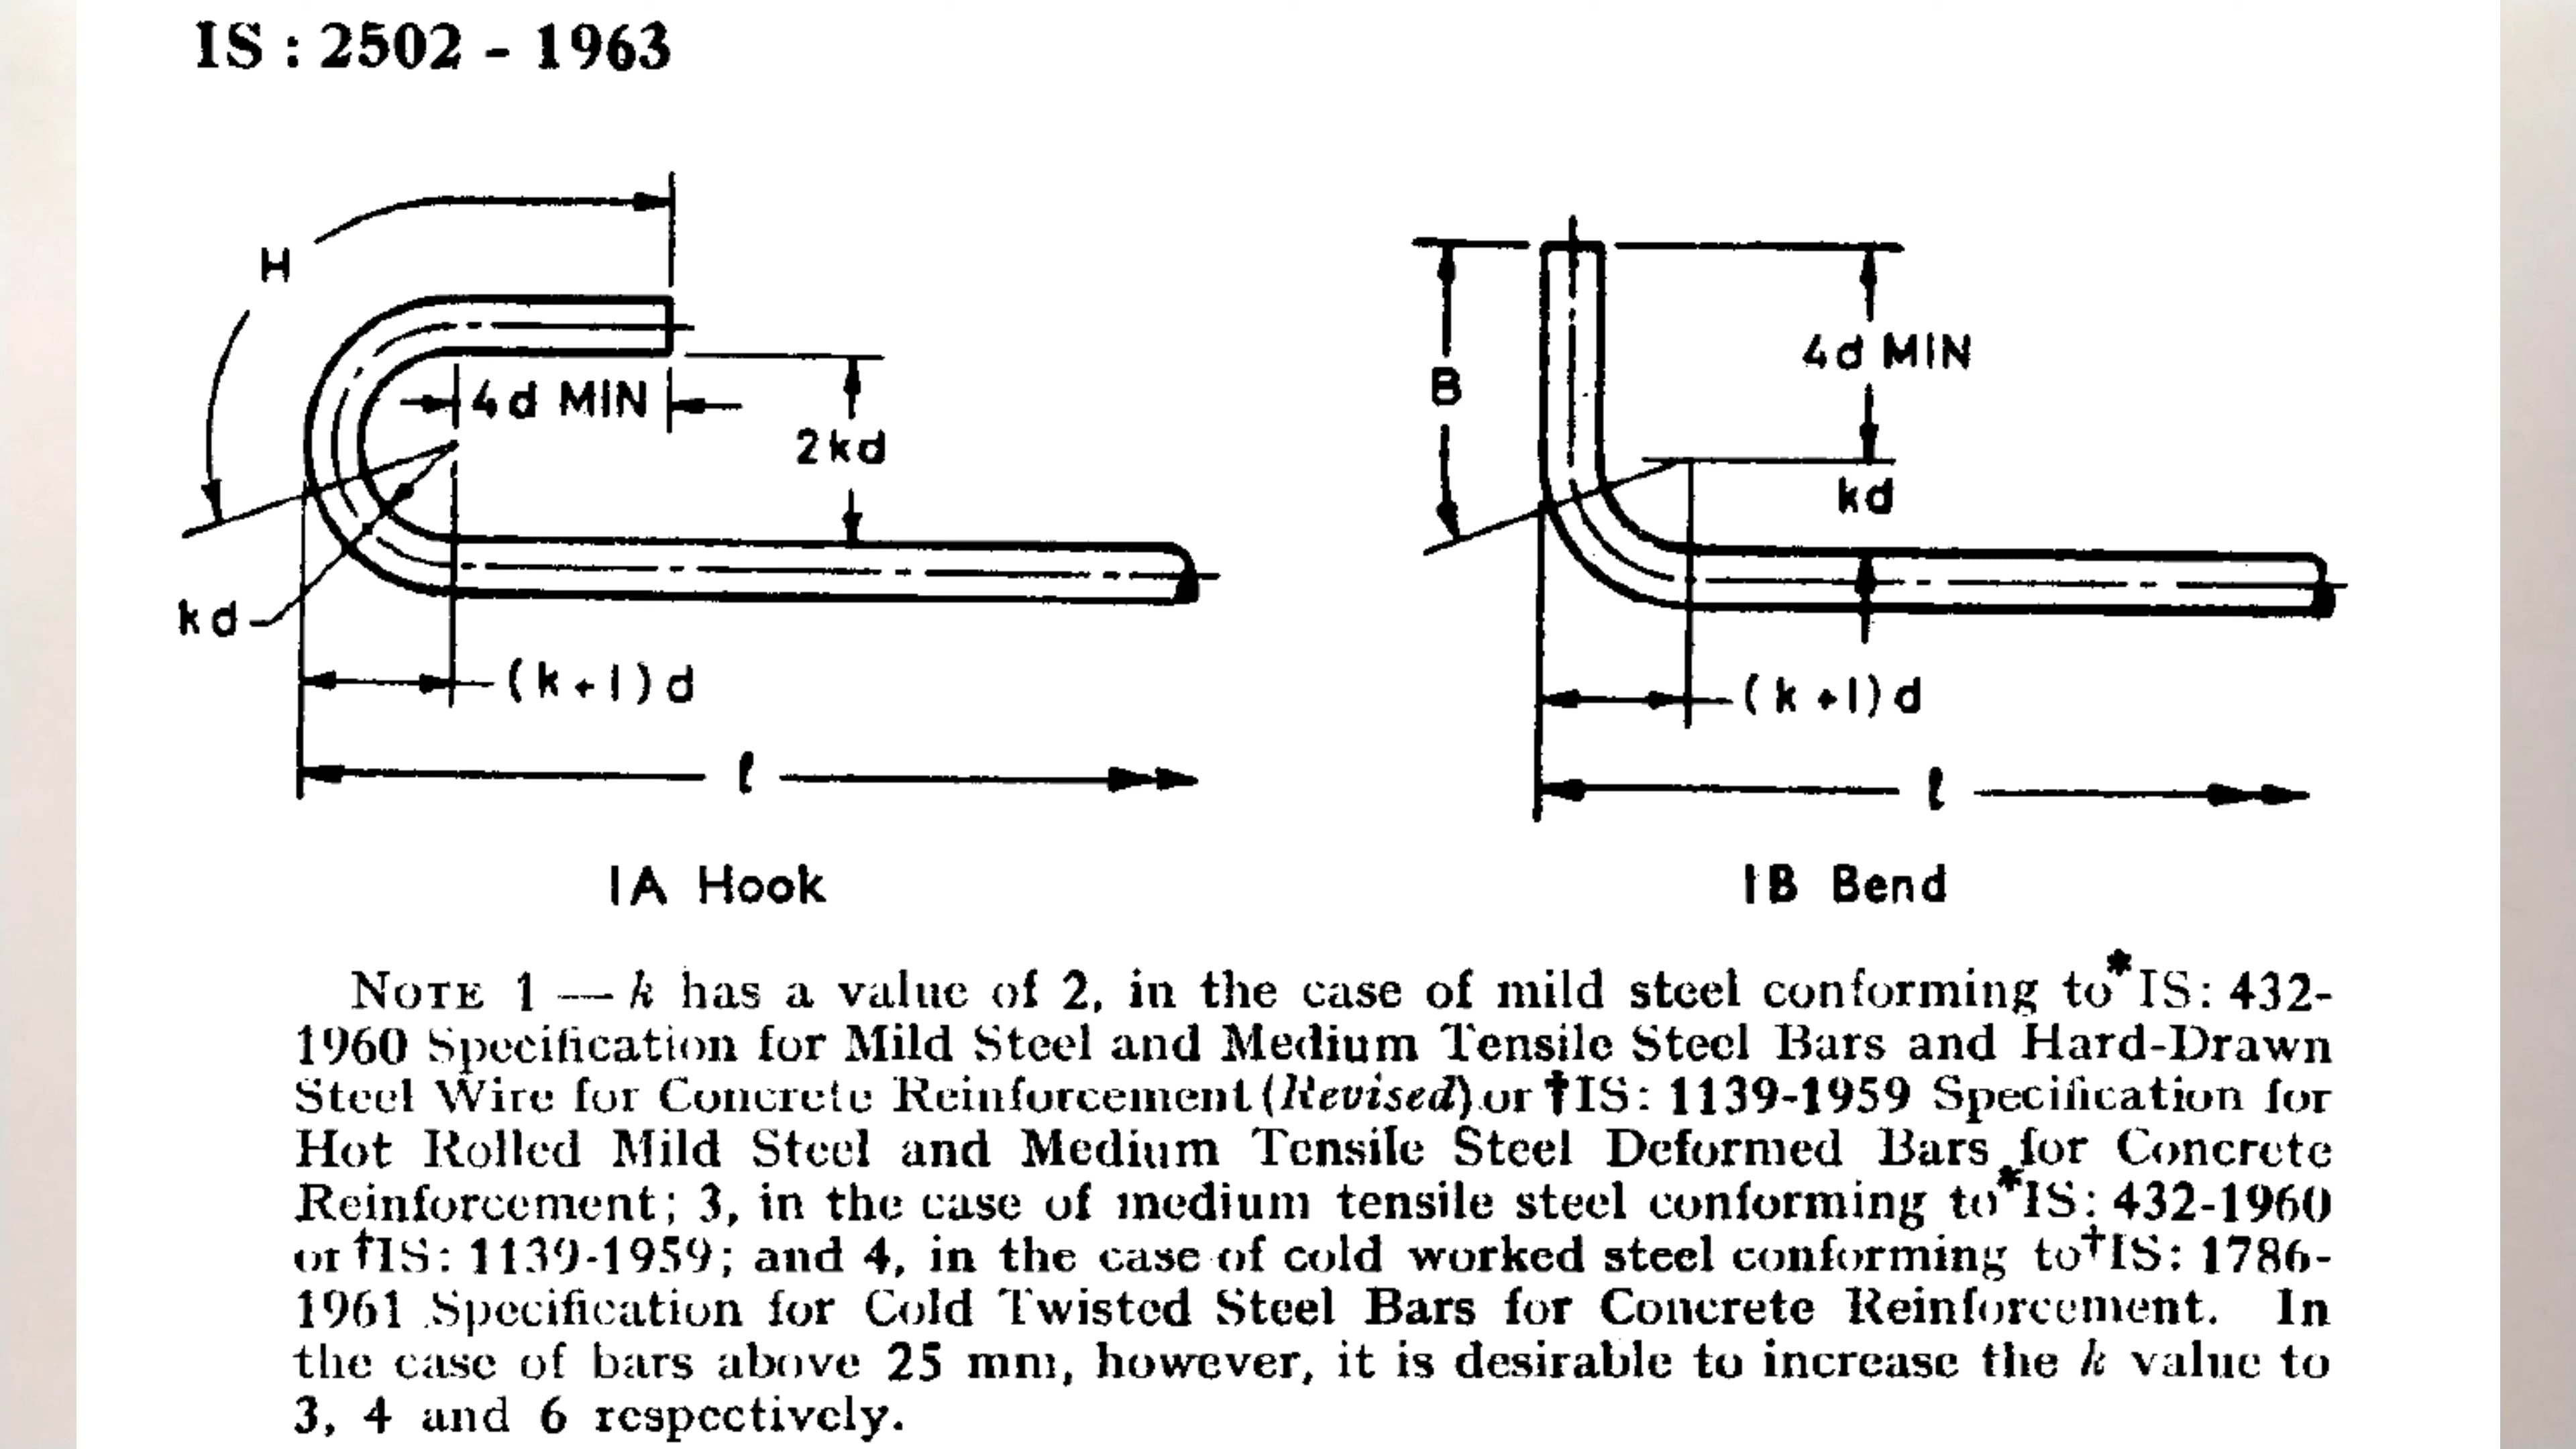 IS : 2502 - 1963
H
4d MIN
2kd
kd
(k+1)d
l
1A Hook
B
4d MIN
kd
(k+1)d
l
1B Bend
NOTE 1 — k has a value of 2, in the case of mild steel conforming to*IS: 432-
1960 Specification for Mild Steel and Medium Tensile Steel Bars and Hard-Drawn
Steel Wire for Concrete Reinforcement (Revised) or †IS: 1139-1959 Specification for
Hot Rolled Mild Steel and Medium Tensile Steel Deformed Bars for Concrete
Reinforcement; 3, in the case of medium tensile steel conforming to*IS: 432-1960
or †IS: 1139-1959; and 4, in the case of cold worked steel conforming to†IS: 1786-
1961 Specification for Cold Twisted Steel Bars for Concrete Reinforcement. In
the case of bars above 25 mm, however, it is desirable to increase the k value to
3, 4 and 6 respectively.